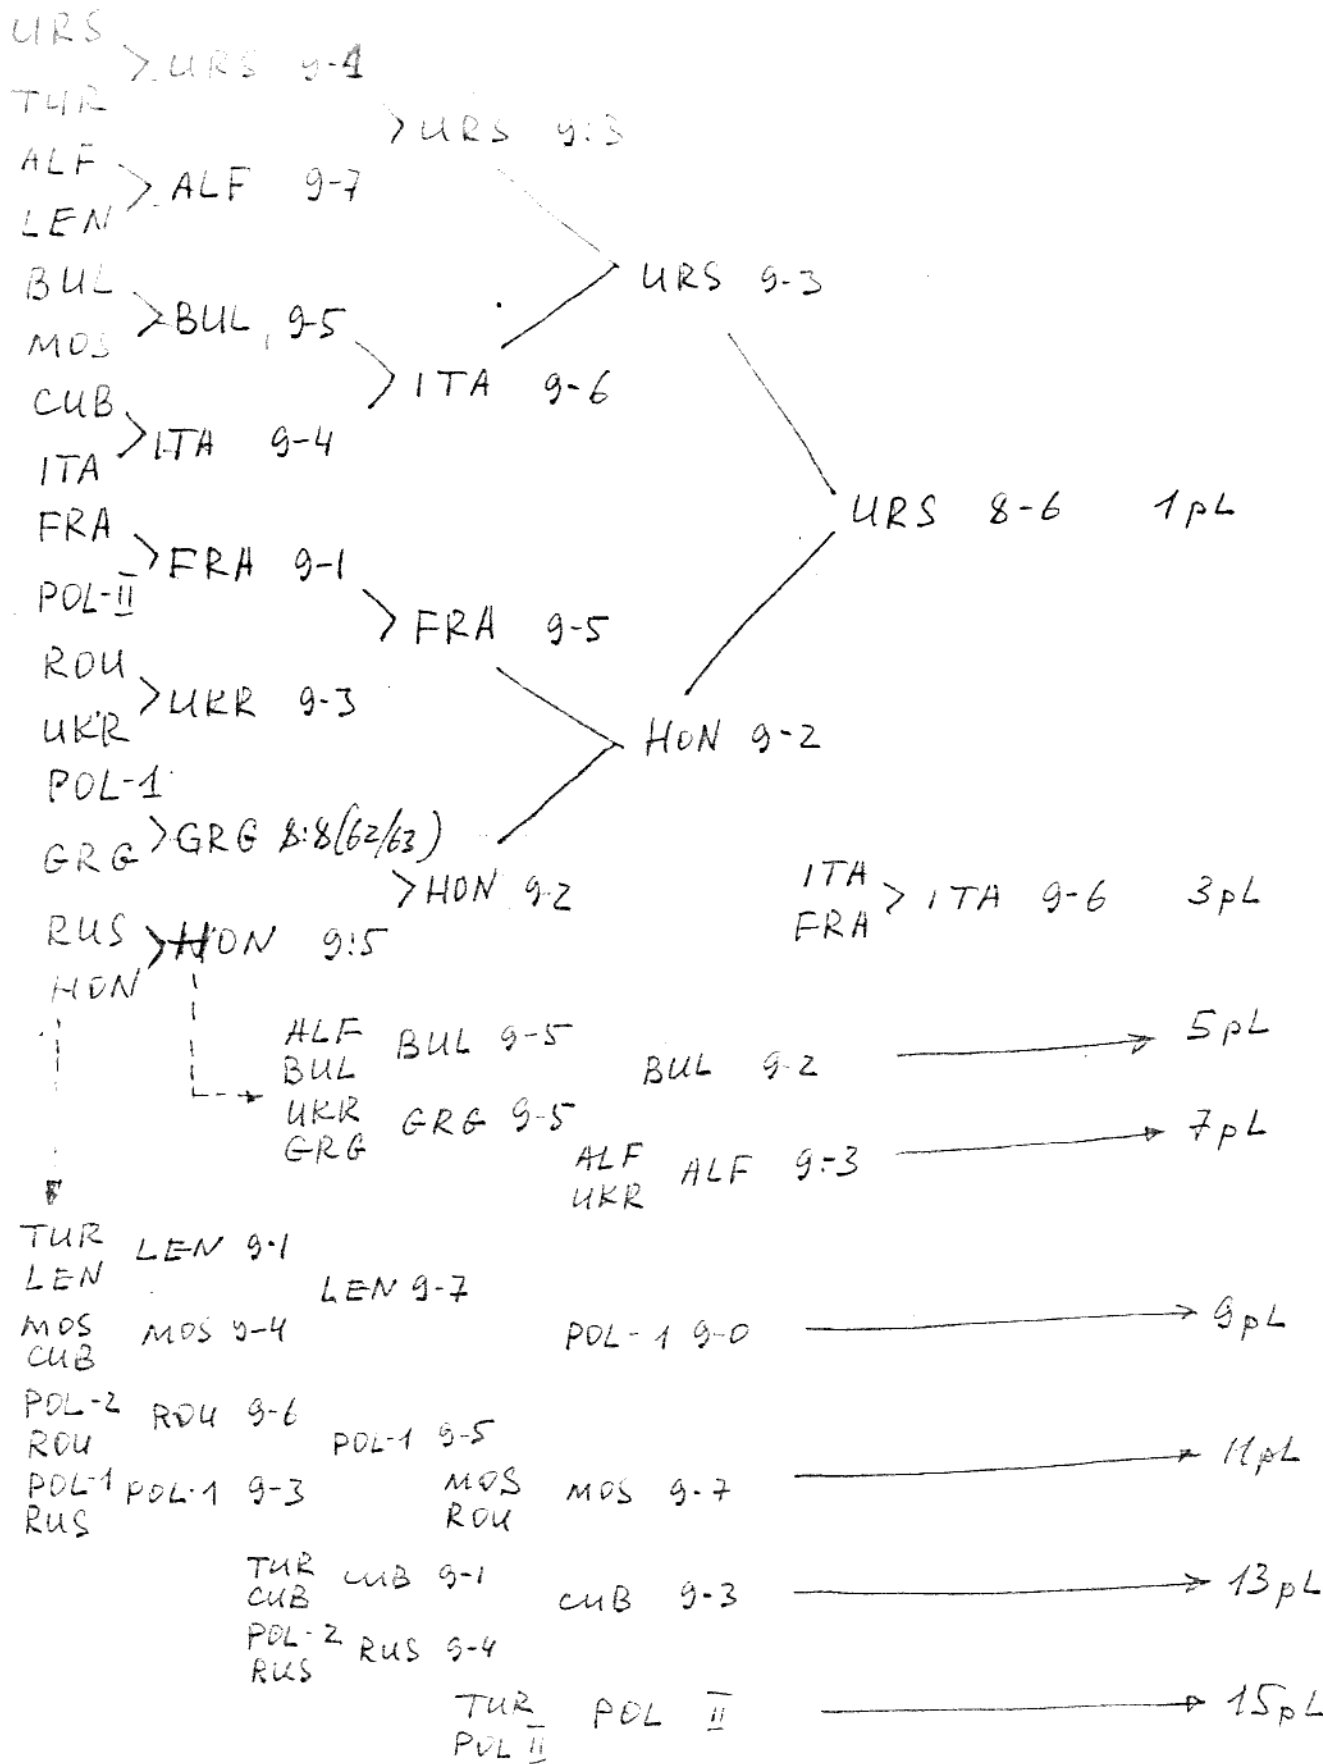 URS
URS 9-1
TUR
URS 9:3
ALF
ALF 9-7
LEN
BUL
URS 9-3
BUL 9-5
MOS
ITA 9-6
CUB
ITA 9-4
ITA
FRA
URS 8-6 1pL
FRA 9-1
POL-II
FRA 9-5
ROU
UKR 9-3
UKR
HON 9-2
POL-1
GRG 8:8(62/63)
GRG
HON 9-2
ITA
ITA 9-6 3pL
FRA
RUS
HON 9:5
HON
ALF
BUL 9-5
BUL
BUL 9-2 5pL
UKR
GRG 9-5
GRG
ALF
ALF 9:-3 7pL
UKR
TUR
LEN 9-1
LEN
LEN 9-7
MOS
MOS 9-4
CUB
POL-1 9-0 9pL
POL-2
ROU 9-6
ROU
POL-1 9-5
POL-1
POL-1 9-3
RUS
MOS
MOS 9-7 11pL
ROU
TUR
CUB 9-1
CUB
CUB 9-3 13pL
POL-2
RUS 9-4
RUS
TUR
POL II 15pL
POL II